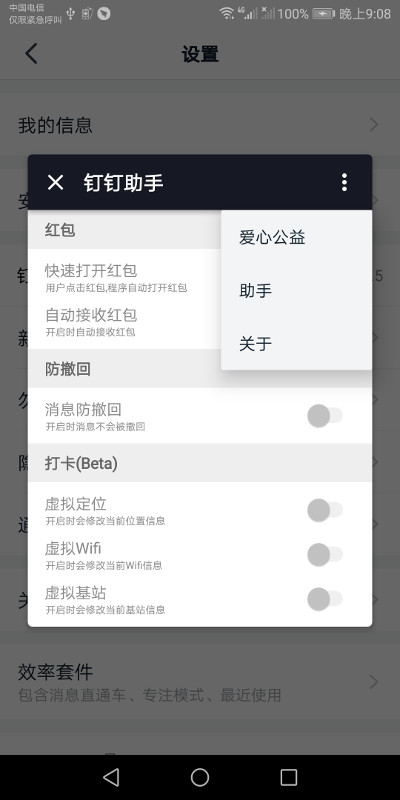 中国电信
仅限紧急呼叫
4G
100%
晚上9:08
设置
我的信息
钉钉助手
红包
爱心公益
快速打开红包
用户点击红包,程序自动打开红包
助手
自动接收红包
开启时自动接收红包
关于
防撤回
消息防撤回
开启时消息不会被撤回
打卡(Beta)
虚拟定位
开启时会修改当前位置信息
虚拟Wifi
开启时会修改当前Wifi信息
虚拟基站
开启时会修改当前基站信息
效率套件
包含消息直通车、专注模式、最近使用